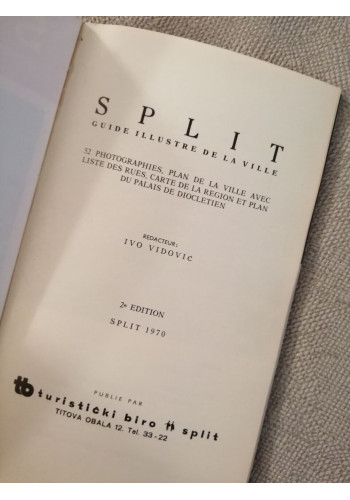 SPLIT
GUIDE ILLUSTRE DE LA VILLE
52 PHOTOGRAPHIES, PLAN DE LA VILLE AVEC
LISTE DES RUES, CARTE DE LA REGION ET PLAN
DU PALAIS DE DIOCLETIEN
REDACTEUR:
IVO VIDOVIC
2e EDITION
SPLIT 1970
PUBLIE PAR
tb turistički biro split
TITOVA OBALA 12. Tel. 33-22